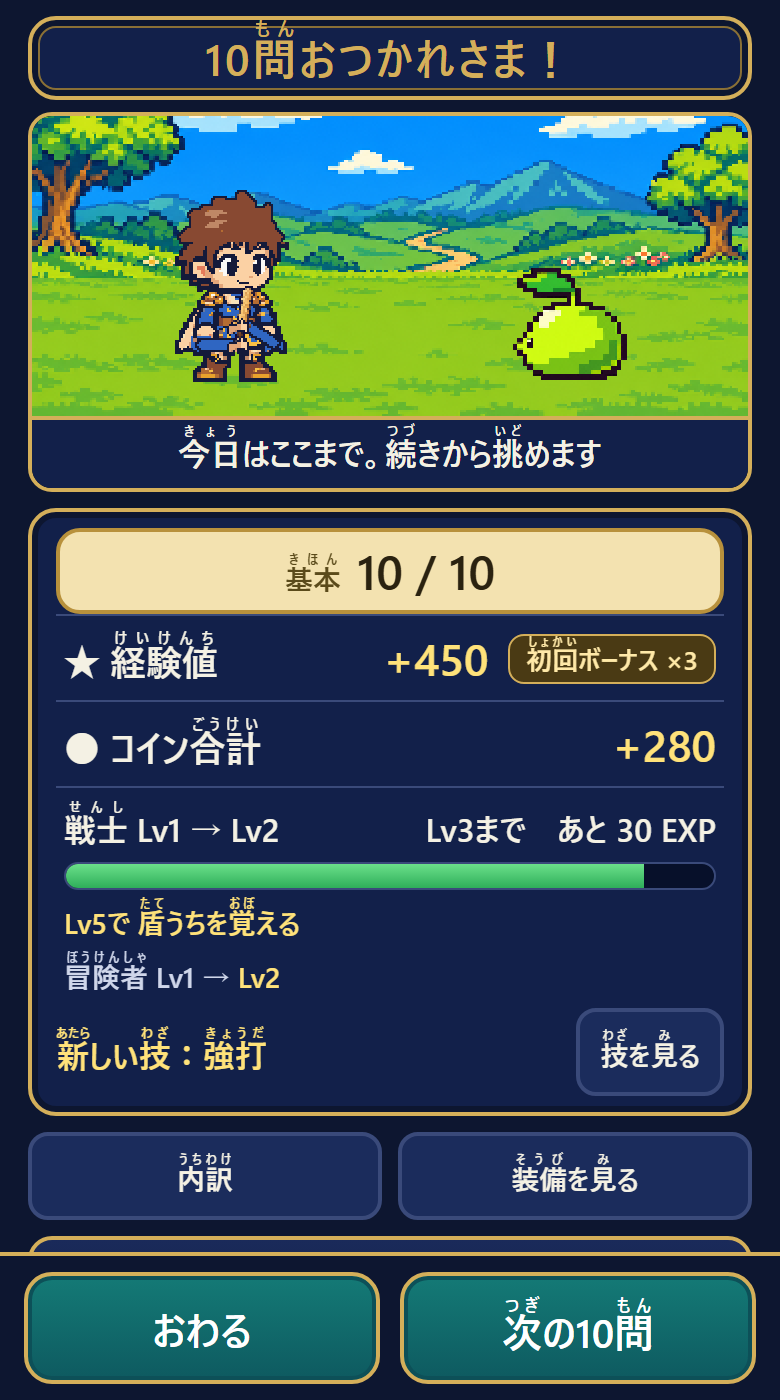 10問おつかれさま！
今日はここまで。続きから挑めます
基本 10 / 10
★ 経験値 +450 初回ボーナス ×3
● コイン合計 +280
戦士 Lv1 → Lv2 Lv3まで あと 30 EXP
Lv5で 盾うちを覚える
冒険者 Lv1 → Lv2
新しい技：強打 技を見る
内訳 装備を見る
おわる 次の10問